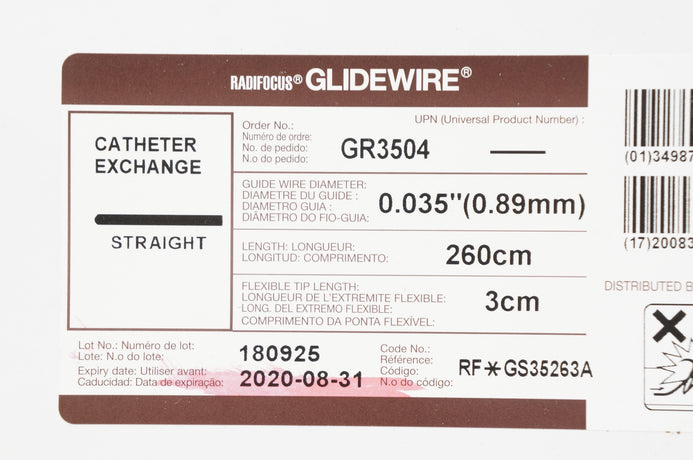 RADIFOCUS® GLIDEWIRE®
CATHETER
EXCHANGE
STRAIGHT
Order No.: UPN (Universal Product Number) :
Numéro de ordre:
No. de pedido: GR3504 ——
N.o do pedido:
GUIDE WIRE DIAMETER:
DIAMETRE DU GUIDE :
DIAMETRO GUIA : 0.035"(0.89mm)
DIÂMETRO DO FIO-GUIA:
LENGTH: LONGUEUR:
LONGITUD: COMPRIMENTO: 260cm
FLEXIBLE TIP LENGTH:
LONGUEUR DE L'EXTREMITE FLEXIBLE: 3cm
LONG. DEL EXTREMO FLEXIBLE:
COMPRIMENTO DA PONTA FLEXÍVEL:
Lot No.: Numéro de lot:
Lote: N.o do lote: 180925
Expiry date: Utiliser avant:
Caducidad: Data de expiração: 2020-08-31
Code No.:
Référence:
Código: RF*GS35263A
N.o do código:
(01)34987
(17)20083
DISTRIBUTED B